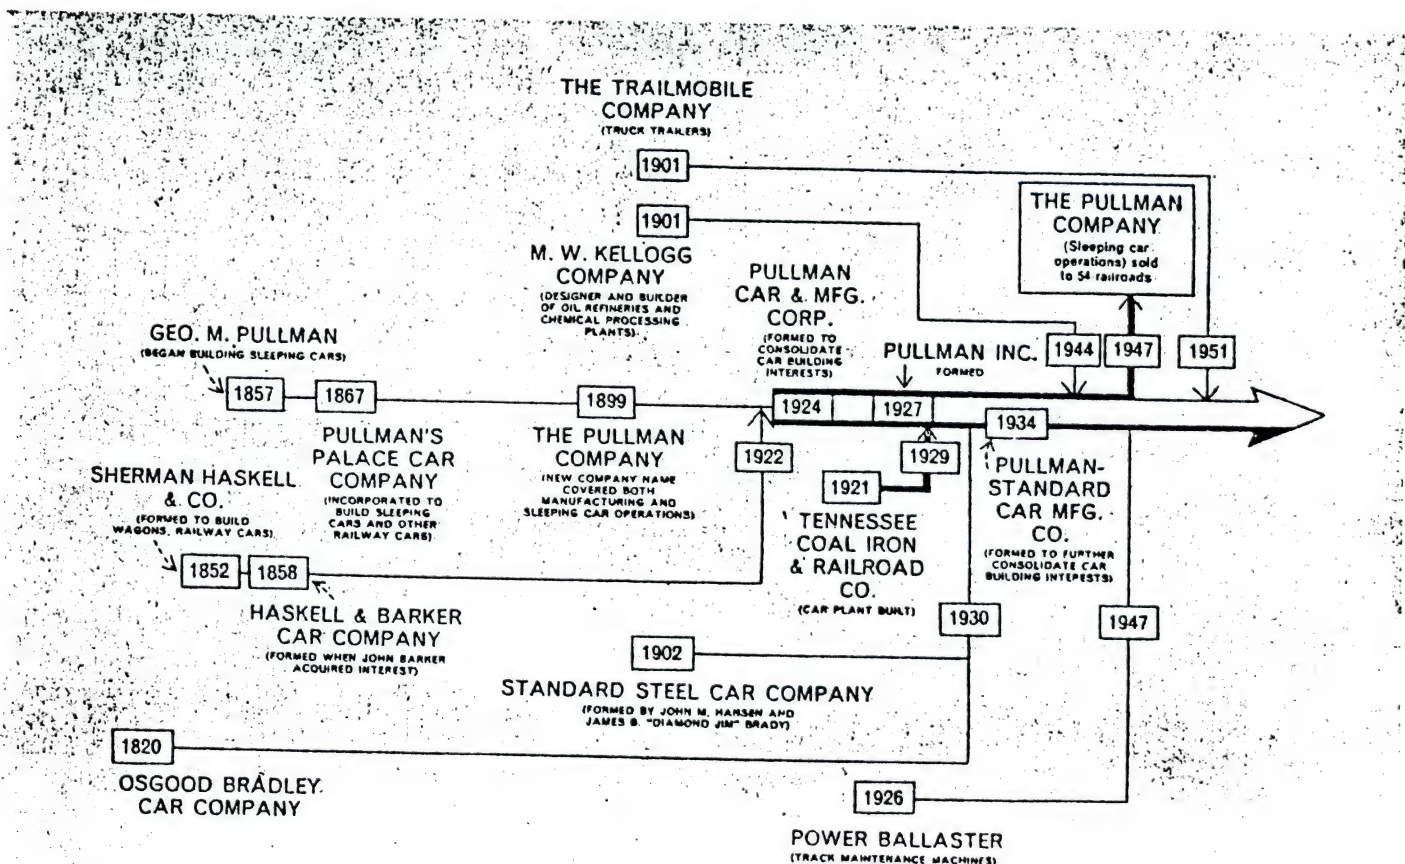 THE TRAILMOBILE
COMPANY
(TRUCK TRAILERS)
1901
1901
M. W. KELLOGG
COMPANY
(DESIGNER AND BUILDER
OF OIL REFINERIES AND
CHEMICAL PROCESSING
PLANTS)
THE PULLMAN
COMPANY
(Sleeping car
operations) sold
to 54 railroads
PULLMAN
CAR & MFG.
CORP.
(FORMED TO
CONSOLIDATE
CAR BUILDING
INTERESTS)
PULLMAN INC.
FORMED
1944
1947
1951
GEO. M. PULLMAN
(BEGAN BUILDING SLEEPING CARS)
1857
1867
1899
1924
1927
1934
PULLMAN'S
PALACE CAR
COMPANY
(INCORPORATED TO
BUILD SLEEPING
CARS AND OTHER
RAILWAY CARS)
THE PULLMAN
COMPANY
(NEW COMPANY NAME
COVERED BOTH
MANUFACTURING AND
SLEEPING CAR OPERATIONS)
1922
1929
1921
TENNESSEE
COAL IRON
& RAILROAD
CO.
(CAR PLANT BUILT)
PULLMAN-
STANDARD
CAR MFG.
CO.
(FORMED TO FURTHER
CONSOLIDATE CAR
BUILDING INTERESTS)
SHERMAN HASKELL
& CO.
(FORMED TO BUILD
WAGONS, RAILWAY CARS)
1852
1858
HASKELL & BARKER
CAR COMPANY
(FORMED WHEN JOHN BARKER
ACQUIRED INTEREST)
1930
1947
1902
STANDARD STEEL CAR COMPANY
(FORMED BY JOHN M. HANSEN AND
JAMES B. "DIAMOND JIM" BRADY)
1820
OSGOOD BRADLEY
CAR COMPANY
1926
POWER BALLASTER
(TRACK MAINTENANCE MACHINES)